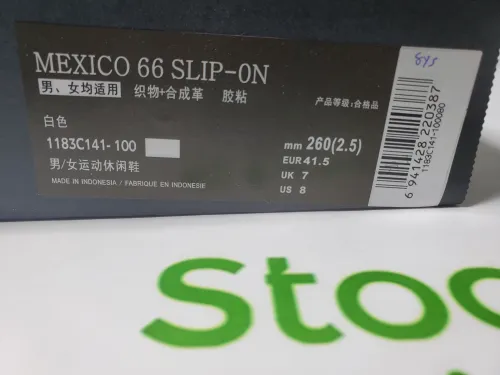 MEXICO 66 SLIP-ON
男、女均适用 织物+合成革 胶粘 产品等级:合格品
白色
1183C141-100 mm 260(2.5)
男/女运动休闲鞋 EUR 41.5
MADE IN INDONESIA / FABRIQUE EN INDONESIE UK 7
US 8
6 941428 220387
1183C141-100080
Stoc